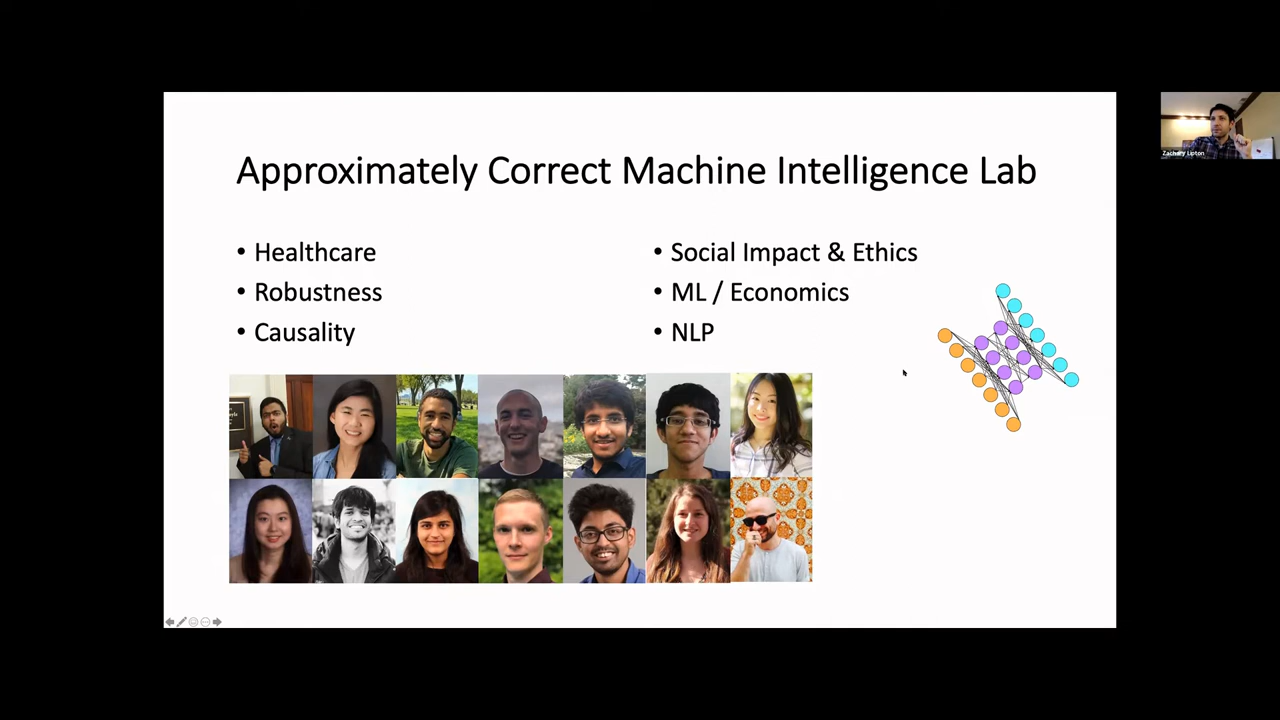 Approximately Correct Machine Intelligence Lab
• Healthcare
• Robustness
• Causality
• Social Impact & Ethics
• ML / Economics
• NLP
Zachary Lipton